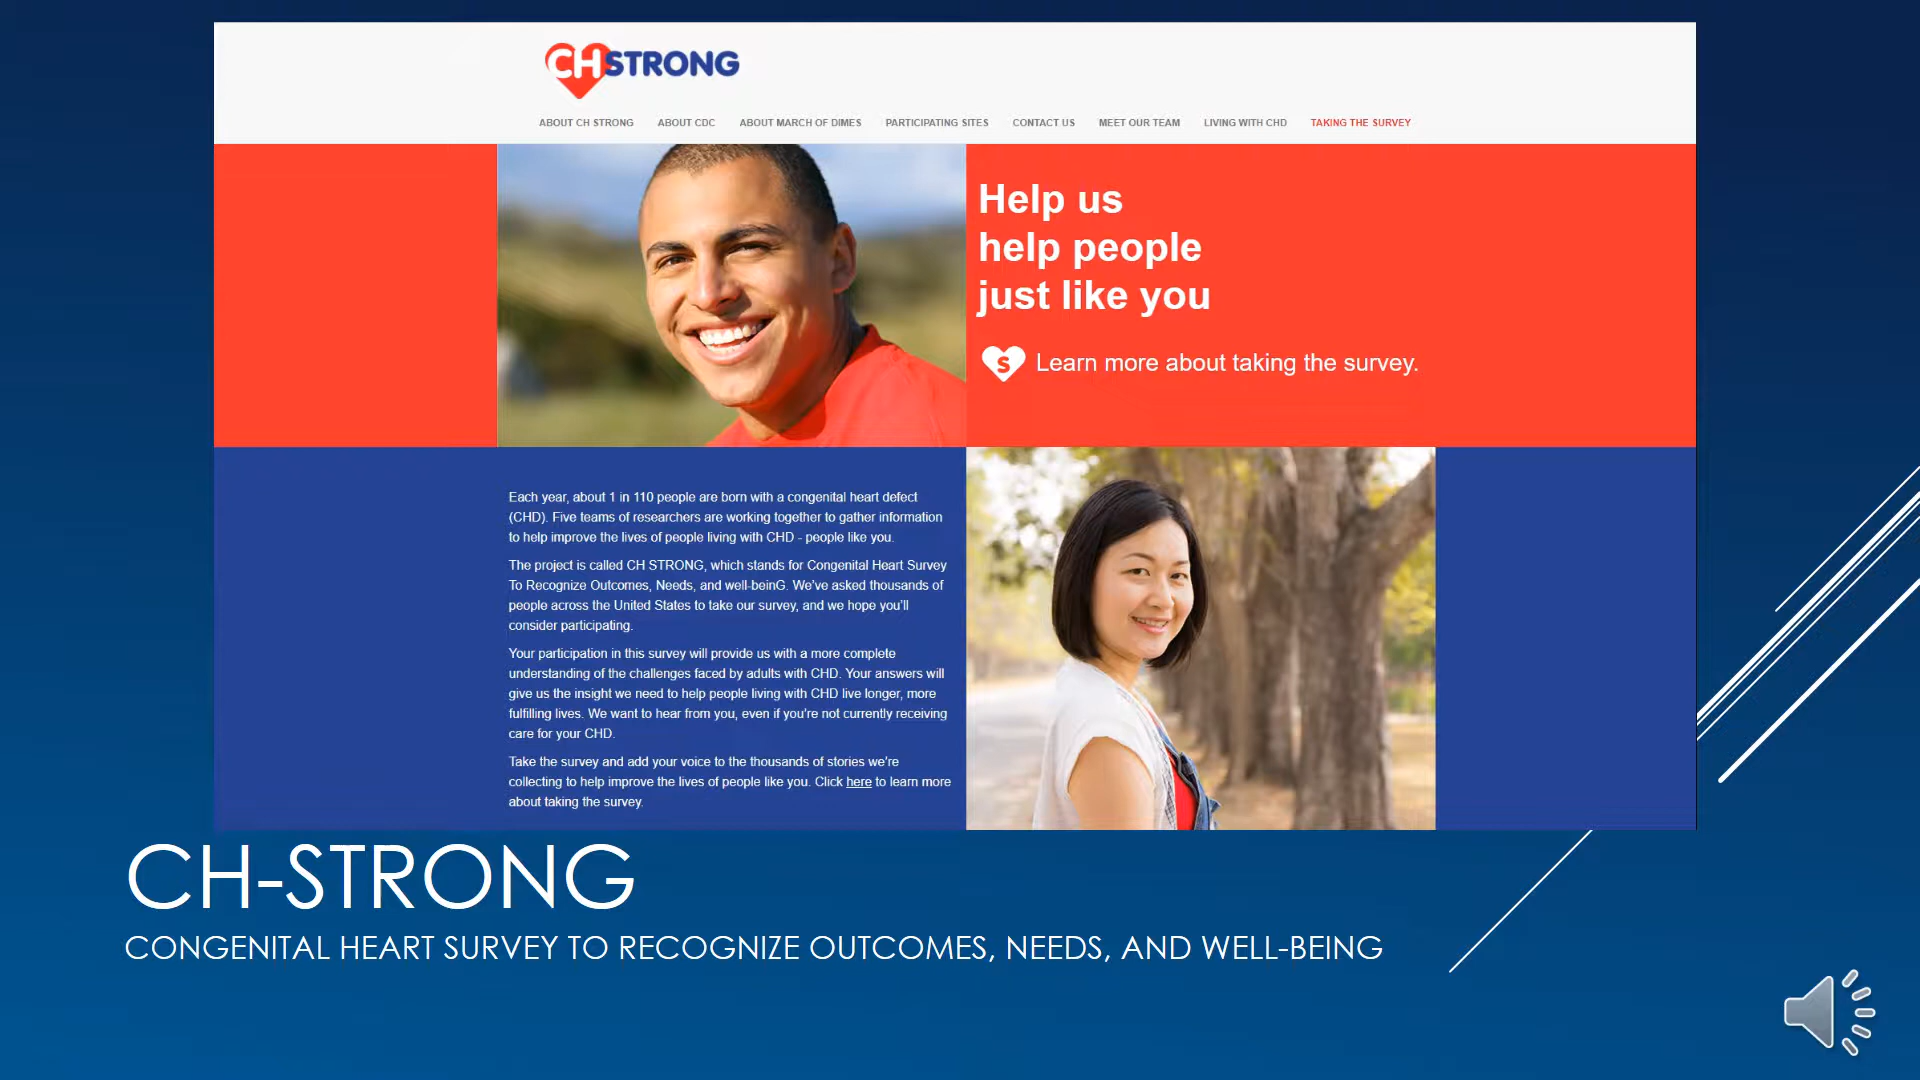 CHSTRONG
ABOUT CH STRONG ABOUT CDC ABOUT MARCH OF DIMES PARTICIPATING SITES CONTACT US MEET OUR TEAM LIVING WITH CHD TAKING THE SURVEY
Help us
help people
just like you
S Learn more about taking the survey.
Each year, about 1 in 110 people are born with a congenital heart defect
(CHD). Five teams of researchers are working together to gather information
to help improve the lives of people living with CHD - people like you.
The project is called CH STRONG, which stands for Congenital Heart Survey
To Recognize Outcomes, Needs, and well-beinG. We've asked thousands of
people across the United States to take our survey, and we hope you'll
consider participating.
Your participation in this survey will provide us with a more complete
understanding of the challenges faced by adults with CHD. Your answers will
give us the insight we need to help people living with CHD live longer, more
fulfilling lives. We want to hear from you, even if you're not currently receiving
care for your CHD.
Take the survey and add your voice to the thousands of stories we're
collecting to help improve the lives of people like you. Click here to learn more
about taking the survey.
CH-STRONG
CONGENITAL HEART SURVEY TO RECOGNIZE OUTCOMES, NEEDS, AND WELL-BEING